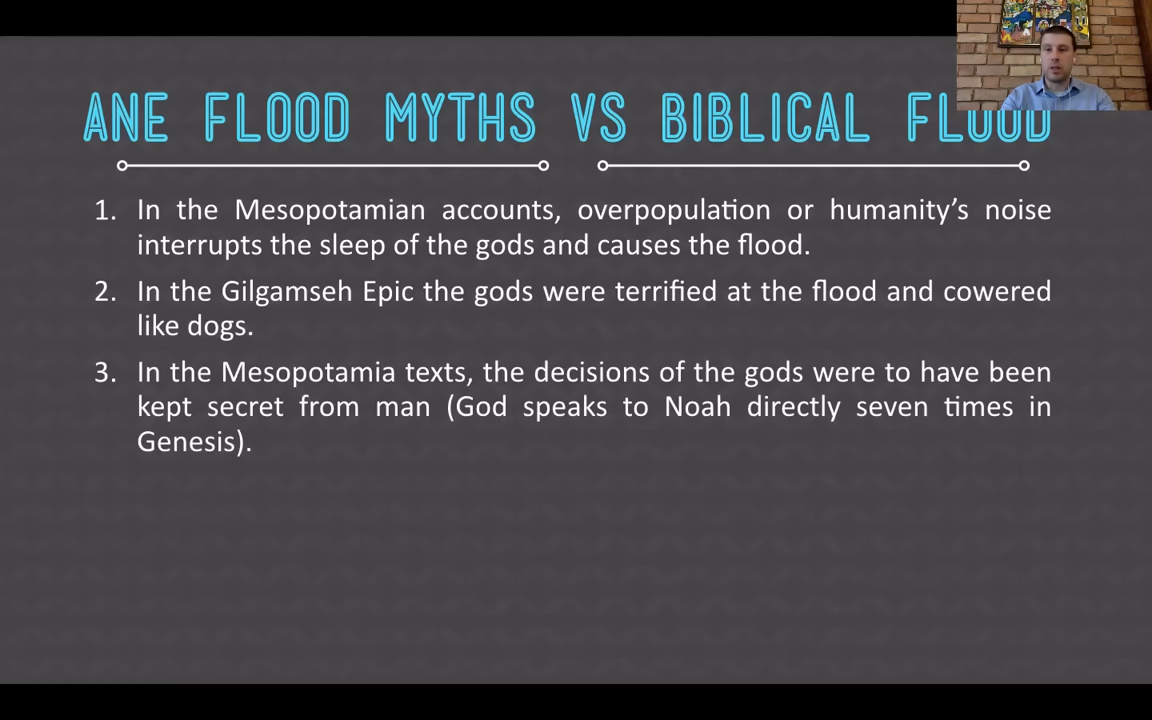 ANE FLOOD MYTHS VS BIBLICAL FLOOD
1. In the Mesopotamian accounts, overpopulation or humanity’s noise
interrupts the sleep of the gods and causes the flood.
2. In the Gilgamseh Epic the gods were terrified at the flood and cowered
like dogs.
3. In the Mesopotamia texts, the decisions of the gods were to have been
kept secret from man (God speaks to Noah directly seven times in
Genesis).